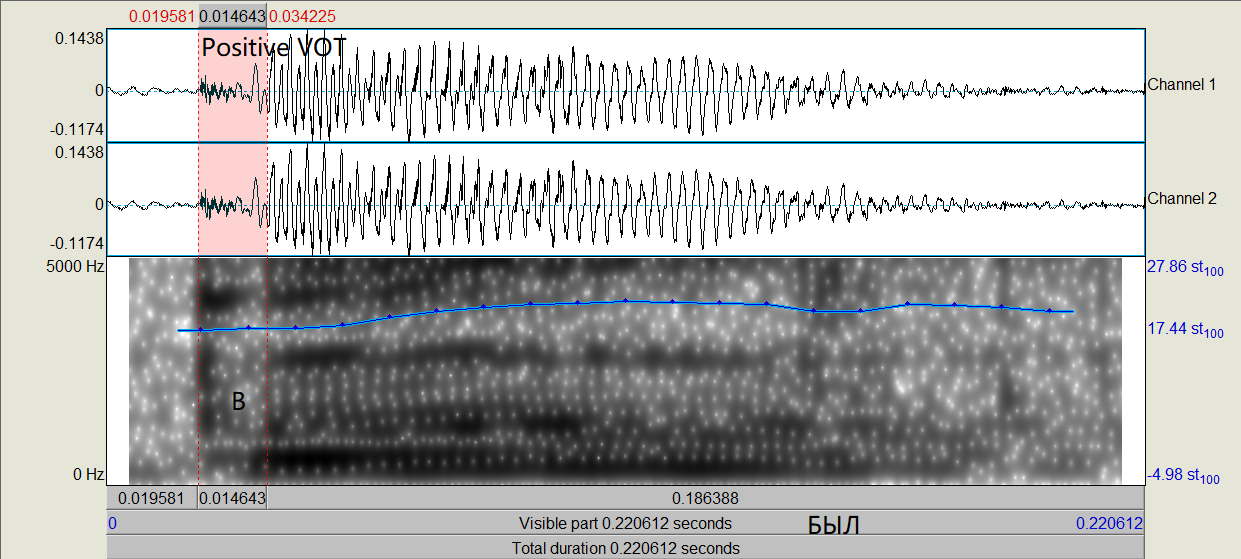 0.019581 0.014643 0.034225
0.1438
Positive VOT
0
Channel 1
-0.1174
0.1438
0
Channel 2
-0.1174
5000 Hz
27.86 st100
17.44 st100
B
0 Hz
-4.98 st100
0.019581 0.014643 0.186388
0 Visible part 0.220612 seconds БЫЛ 0.220612
Total duration 0.220612 seconds